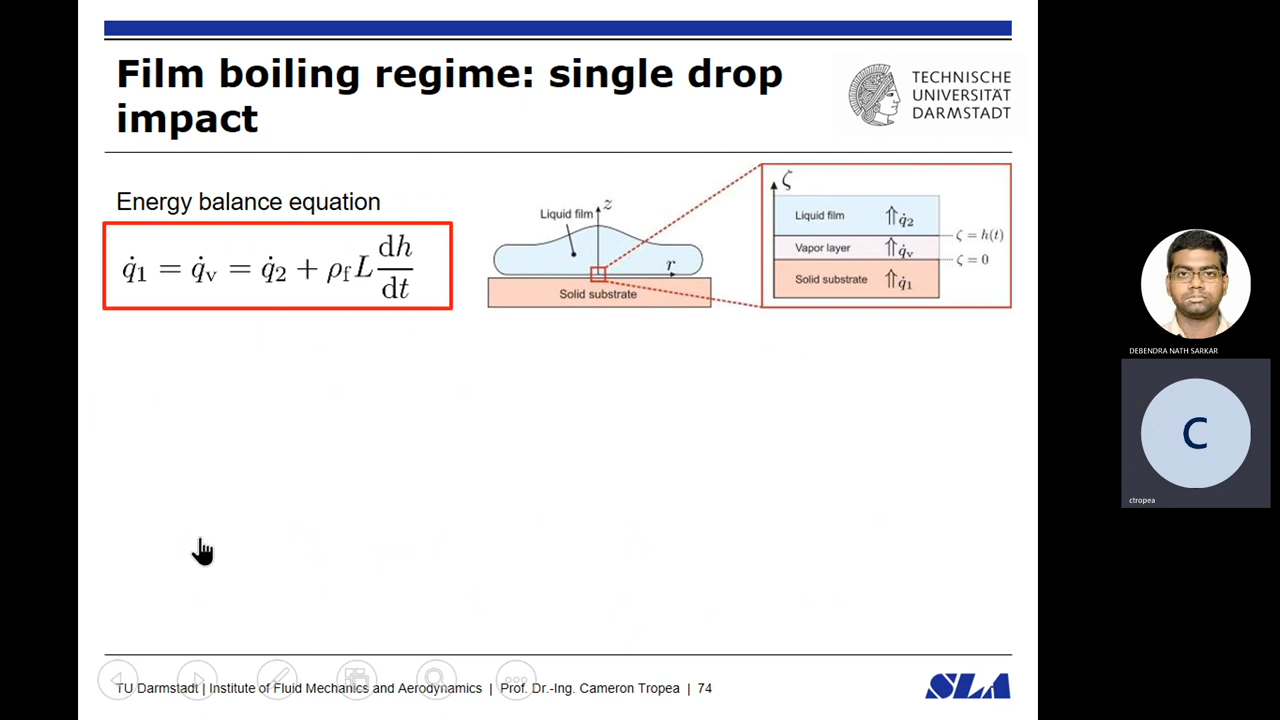 Film boiling regime: single drop
impact
TECHNISCHE
UNIVERSITÄT
DARMSTADT
Energy balance equation
q̇₁ = q̇ᵥ = q̇₂ + ρ_f L dh/dt
Liquid film
z
r
Solid substrate
ζ
Liquid film ⇑q̇₂
ζ = h(t)
Vapor layer ⇑q̇ᵥ
ζ = 0
Solid substrate ⇑q̇₁
DEBENDRA NATH SARKAR
C
ctropea
TU Darmstadt | Institute of Fluid Mechanics and Aerodynamics | Prof. Dr.-Ing. Cameron Tropea | 74
SLA